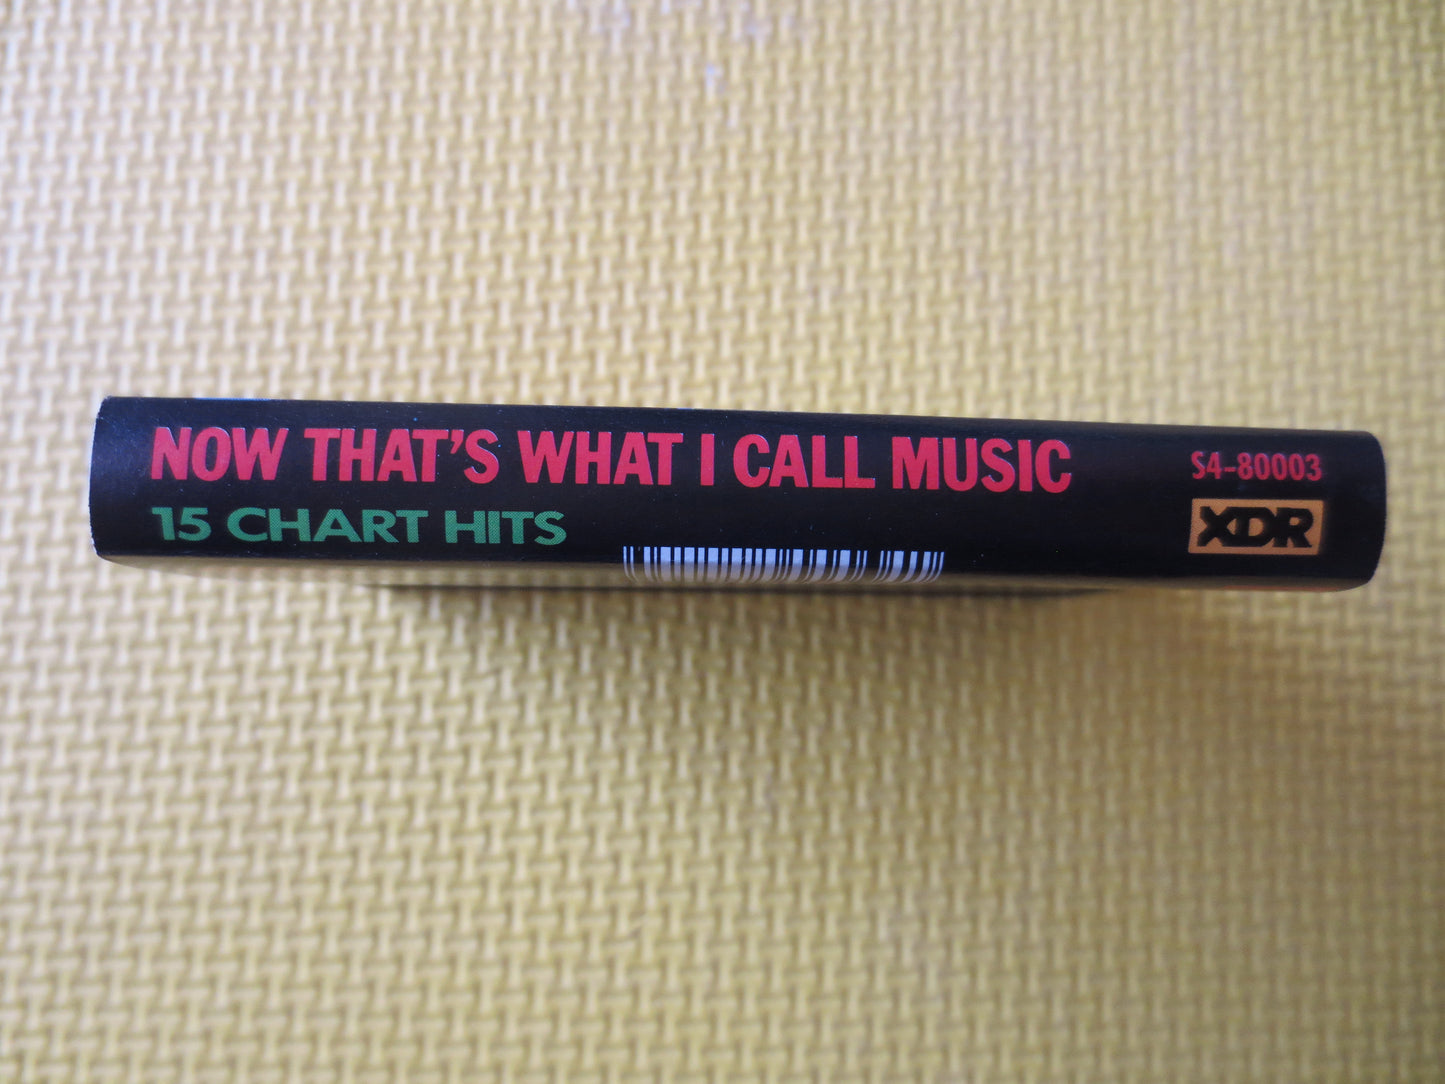 NOW THAT'S WHAT I CALL MUSIC
15 CHART HITS
S4-80003
XDR